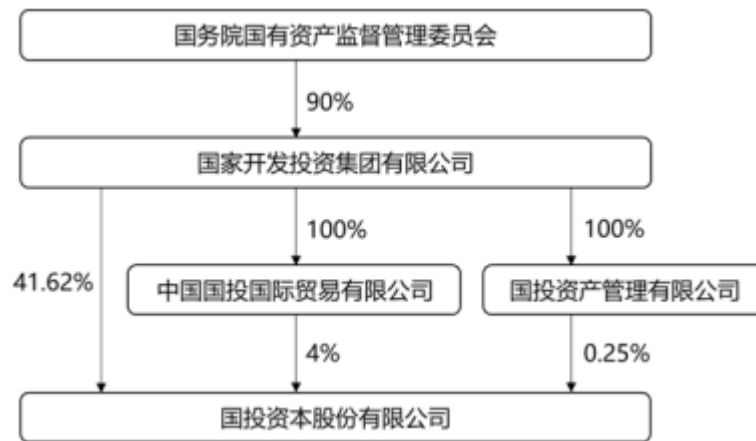 国务院国有资产监督管理委员会
90%
国家开发投资集团有限公司
100%
100%
41.62%
中国国投国际贸易有限公司
国投资产管理有限公司
4%
0.25%
国投资本股份有限公司